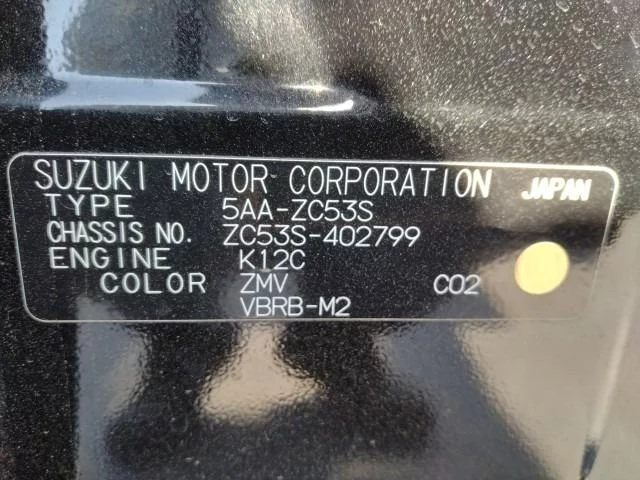 SUZUKI MOTOR CORPORATION JAPAN
TYPE 5AA-ZC53S
CHASSIS NO. ZC53S-402799
ENGINE K12C
COLOR ZMV C02
VBRB-M2